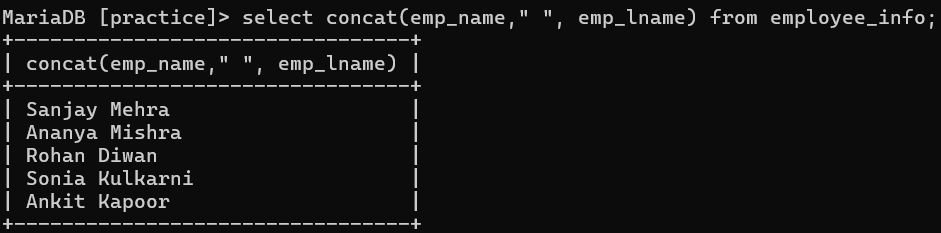 MariaDB [practice]> select concat(emp_name," ", emp_lname) from employee_info;
+---------------------------------+
| concat(emp_name," ", emp_lname) |
+---------------------------------+
| Sanjay Mehra                    |
| Ananya Mishra                   |
| Rohan Diwan                     |
| Sonia Kulkarni                  |
| Ankit Kapoor                    |
+---------------------------------+